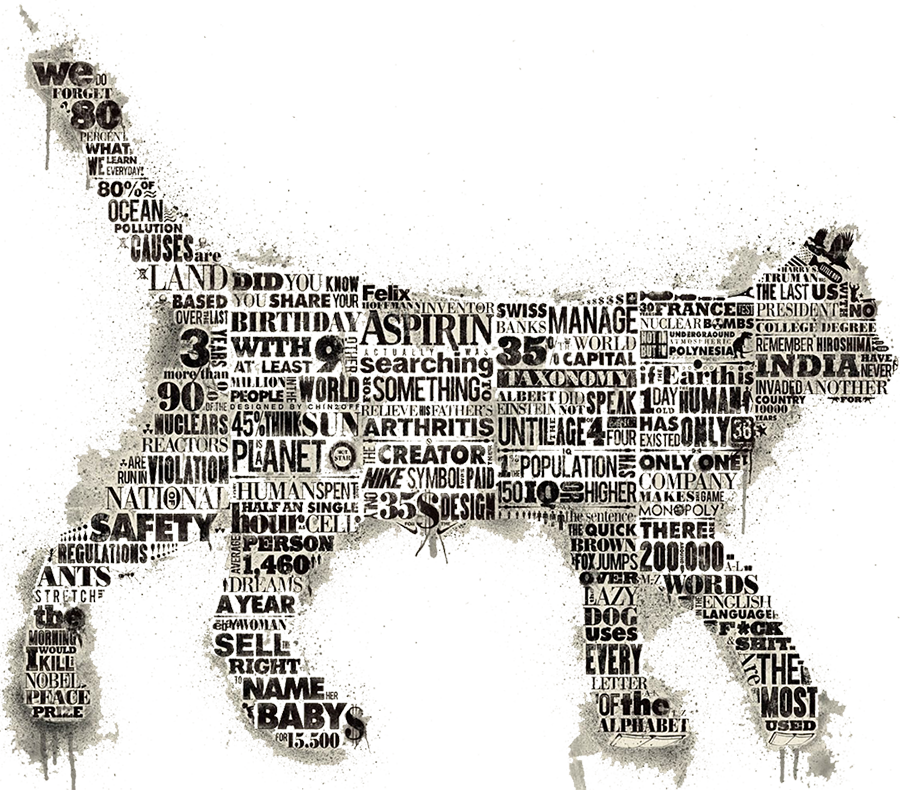 We DO
FORGET
80
PERCENT
WHAT
WE LEARN
EVERYDAY!
80% OF
OCEAN
POLLUTION
CAUSES are
LAND
BASED
OVER THE LAST
3 YEARS
more than
90
OF THE
NUCLEARS
REACTORS
ARE
RUN IN VIOLATION
NATIONAL
SAFETY
REGULATIONS!!!!
ANTS
STRETCH
the
MORNING
I WOULD
KILL
NOBEL
PEACE
PRIZE
DID YOU KNOW
YOU SHARE YOUR
BIRTHDAY
WITH 9 OTHER
AT LEAST
MILLION
PEOPLE IN THE WORLD
DESIGNED BY CHIN2OFF
45% THINK SUN
IS A PLANET
HUMAN SPENT
HALF AN SINGLE
hour CELL
AVERAGE PERSON
1,460
DREAMS
A YEAR
WOMAN
SELL
RIGHT
TO NAME HER
BABY $
FOR 15.500
Felix
HOFFMANN INVENTOR
ASPIRIN
ACTUALLY WAS
searching
FOR SOMETHING TO
RELIEVE HIS FATHER'S
ARTHRITIS
THE CREATOR
NIKE SYMBOL PAID
35$ DESIGN
SWISS
BANKS MANAGE
35% WORLD
CAPITAL
TAXONOMY
ALBERT DID
EINSTEIN NOT SPEAK
UNTIL THE AGE 4 FOUR
1 POPULATION
150 IQ HIGHER
the sentence
THE QUICK
BROWN
FOX JUMPS
OVER
LAZY
DOG
uses
EVERY
LETTER
OF the
ALPHABET
FRANCE
NUCLEAR BOMBS
UNDERGROUND
ATMOSPHERIC
POLYNESIA
if Earth is
1 DAY OLD HUMAN
HAS
EXISTED ONLY
ONLY ONE
COMPANY
MAKES GAME
MONOPOLY
THERE ARE
200.000 A-L
M-Z WORDS
ENGLISH
LANGUAGE
F*CK
& SHIT.
Are THE
MOST
USED
HARRY S
TRUMAN
THE LAST US
PRESIDENT WITH NO
COLLEGE DEGREE
REMEMBER HIROSHIMA
INDIA HAVE NEVER
INVADED ANOTHER
COUNTRY FOR
10000
YEARS